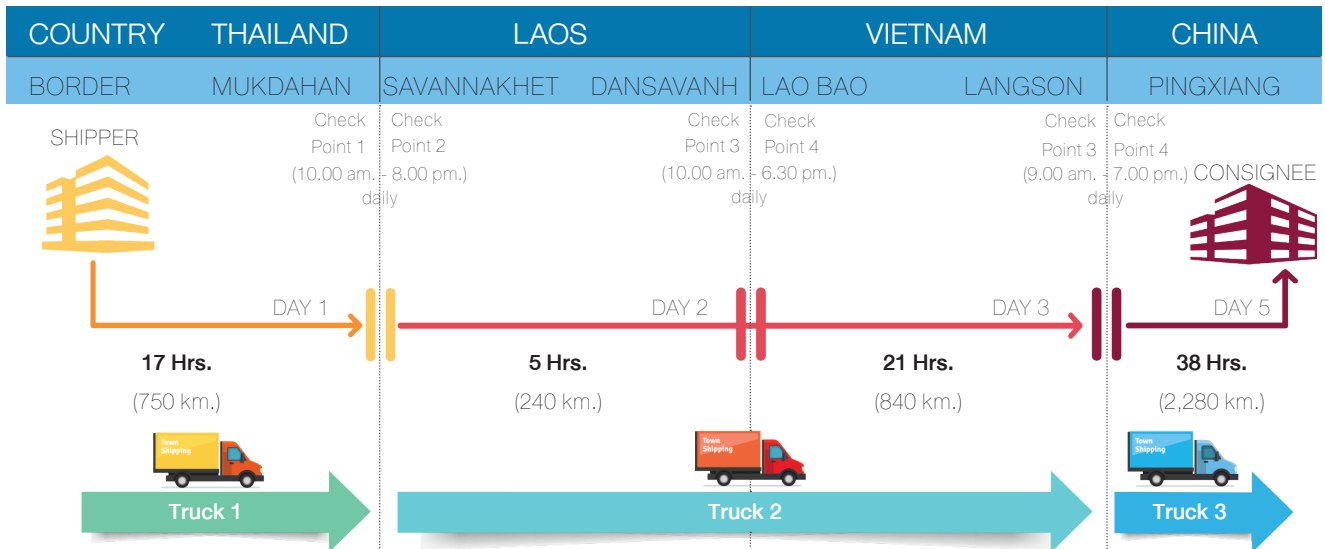 COUNTRY THAILAND LAOS VIETNAM CHINA
BORDER MUKDAHAN SAVANNAKHET DANSAVANH LAO BAO LANGSON PINGXIANG
SHIPPER
Check Point 1
Check Point 2
(10.00 am. - 8.00 pm.)
daily
Check Point 3
Check Point 4
(10.00 am. - 6.30 pm.)
daily
Check Point 3
Check Point 4
(9.00 am. - 7.00 pm.)
daily
CONSIGNEE
DAY 1 DAY 2 DAY 3 DAY 5
17 Hrs. 5 Hrs. 21 Hrs. 38 Hrs.
(750 km.) (240 km.) (840 km.) (2,280 km.)
Town
Shipping
Town
Shipping
Town
Shipping
Truck 1 Truck 2 Truck 3